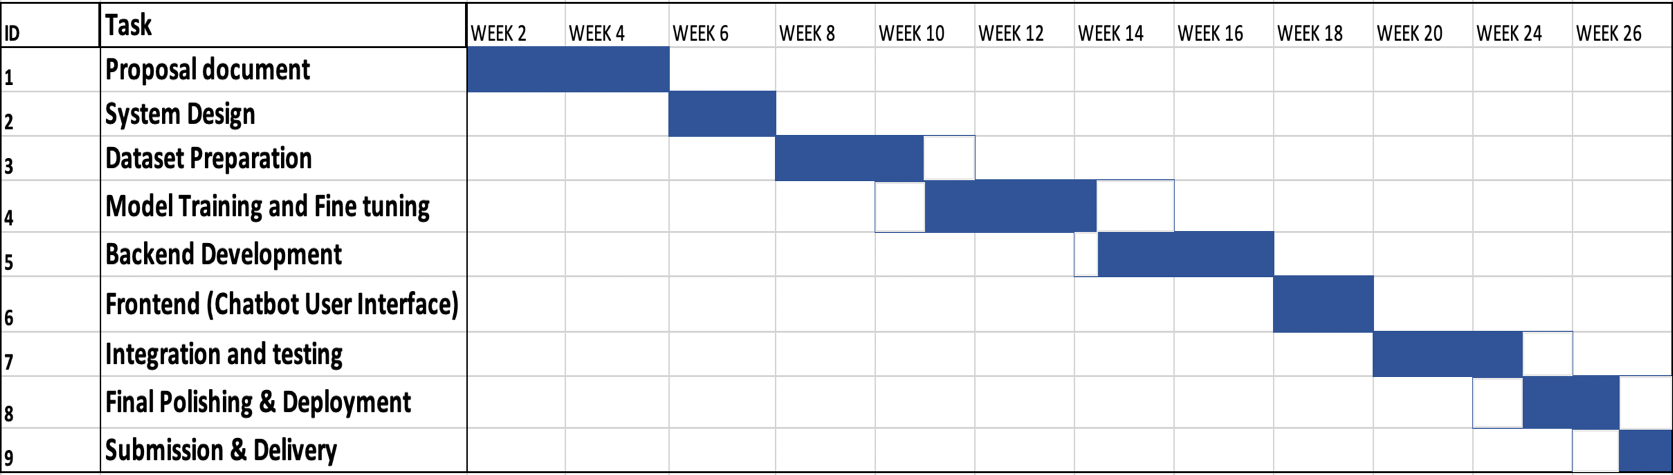 ID Task WEEK 2 WEEK 4 WEEK 6 WEEK 8 WEEK 10 WEEK 12 WEEK 14 WEEK 16 WEEK 18 WEEK 20 WEEK 24 WEEK 26
1 Proposal document
2 System Design
3 Dataset Preparation
4 Model Training and Fine tuning
5 Backend Development
6 Frontend (Chatbot User Interface)
7 Integration and testing
8 Final Polishing & Deployment
9 Submission & Delivery